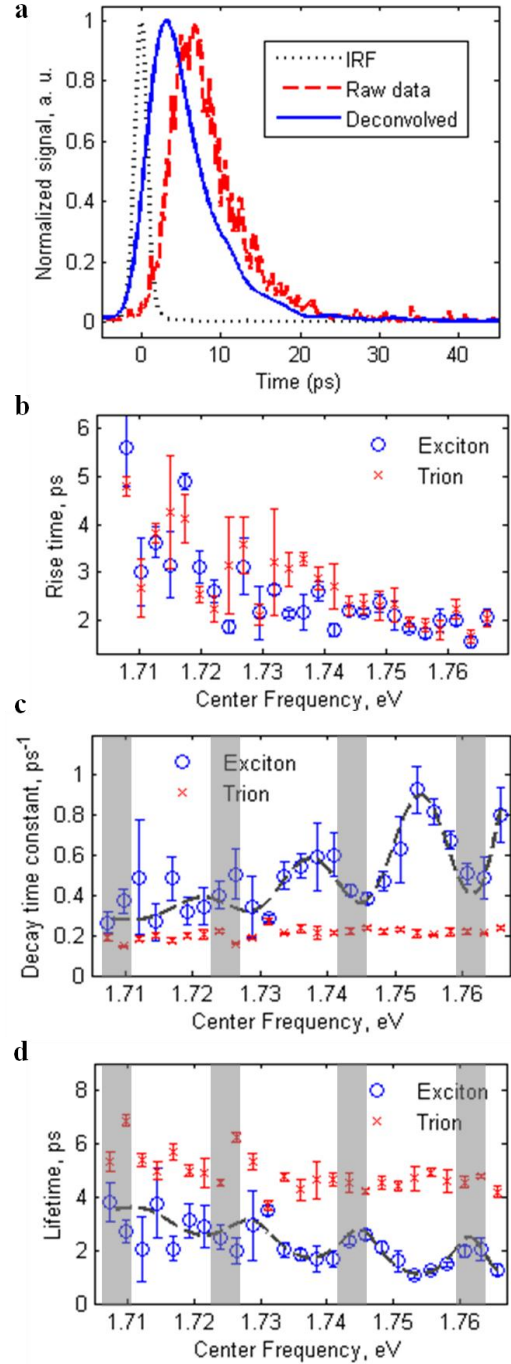 a
1
0.8
0.6
0.4
0.2
0
Normalized signal, a. u.
IRF
Raw data
Deconvolved
0 10 20 30 40
Time (ps)
b
6
5
4
3
2
Rise time, ps
Exciton
Trion
1.71 1.72 1.73 1.74 1.75 1.76
Center Frequency, eV
c
1
0.8
0.6
0.4
0.2
0
Decay time constant, ps⁻¹
Exciton
Trion
1.71 1.72 1.73 1.74 1.75 1.76
Center Frequency, eV
d
8
6
4
2
0
Lifetime, ps
Exciton
Trion
1.71 1.72 1.73 1.74 1.75 1.76
Center Frequency, eV